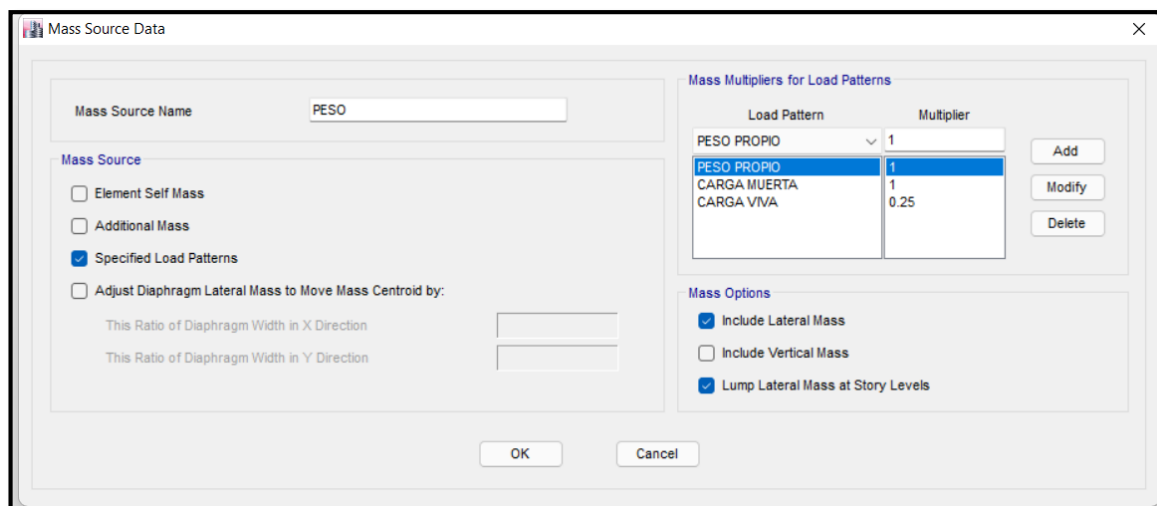 Mass Source Data
Mass Source Name PESO
Mass Source
Element Self Mass
Additional Mass
Specified Load Patterns
Adjust Diaphragm Lateral Mass to Move Mass Centroid by:
This Ratio of Diaphragm Width in X Direction
This Ratio of Diaphragm Width in Y Direction
Mass Multipliers for Load Patterns
Load Pattern Multiplier
PESO PROPIO 1 Add
PESO PROPIO 1
CARGA MUERTA 1 Modify
CARGA VIVA 0.25
Delete
Mass Options
Include Lateral Mass
Include Vertical Mass
Lump Lateral Mass at Story Levels
OK Cancel